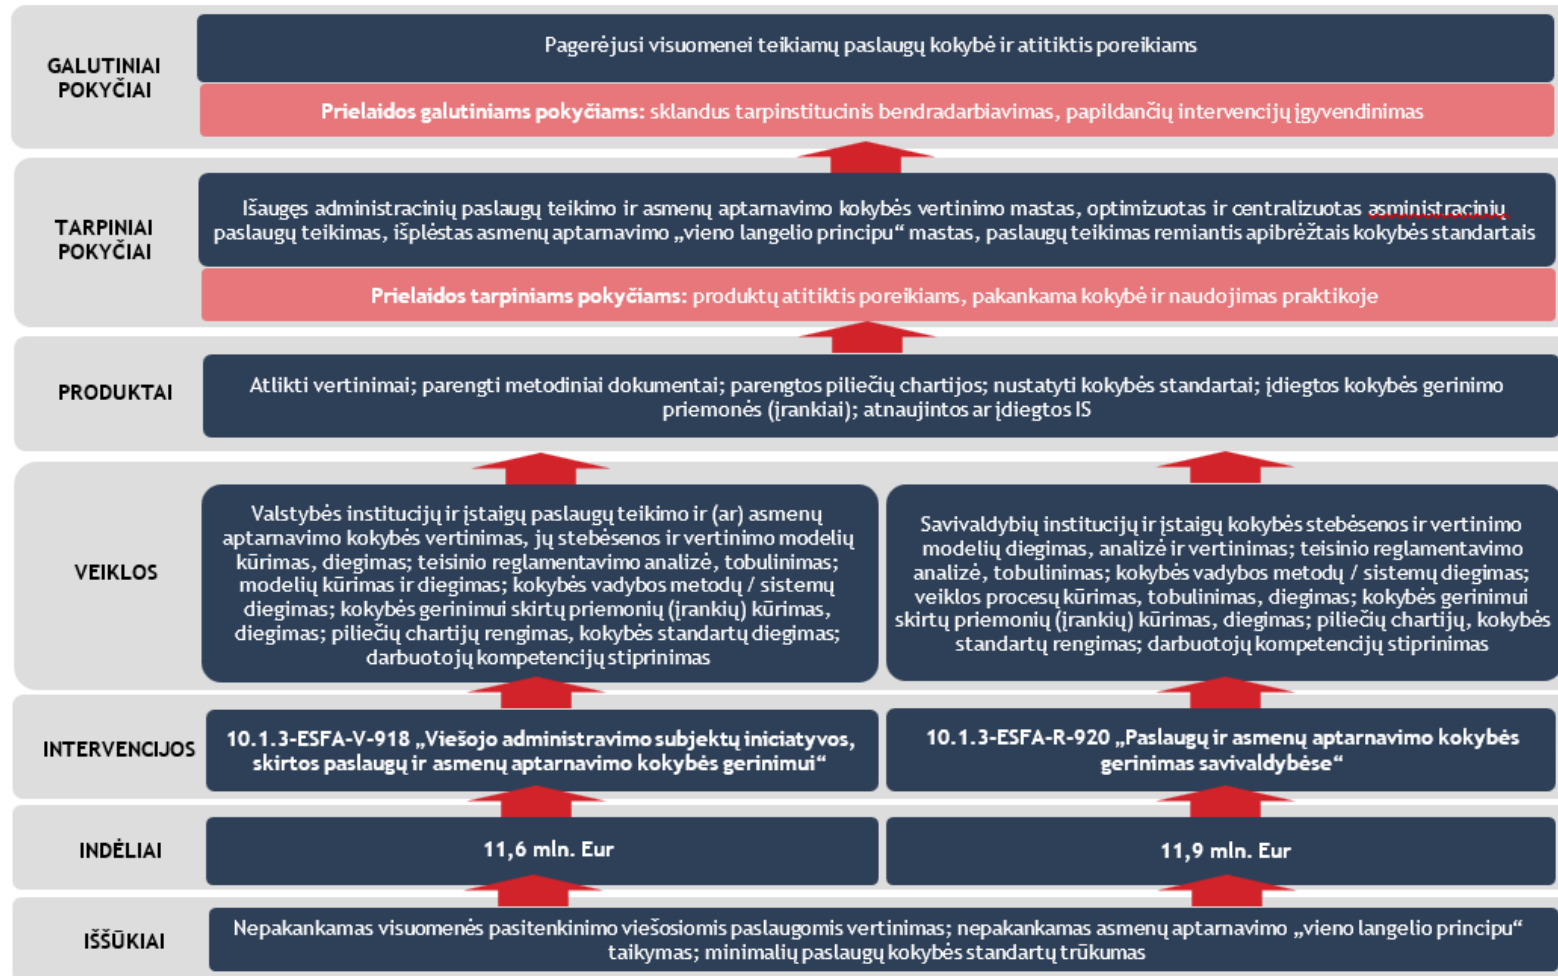 GALUTINIAI
POKYČIAI
Pagerėjusi visuomenei teikiamų paslaugų kokybė ir atitiktis poreikiams
Prielaidos galutiniams pokyčiams: sklandus tarpinstitucinis bendradarbiavimas, papildančių intervencijų įgyvendinimas
TARPINIAI
POKYČIAI
Išaugęs administracinių paslaugų teikimo ir asmenų aptarnavimo kokybės vertinimo mastas, optimizuotas ir centralizuotas asministracinių
paslaugų teikimas, išplėstas asmenų aptarnavimo „vieno langelio principu“ mastas, paslaugų teikimas remiantis apibrėžtais kokybės standartais
Prielaidos tarpiniams pokyčiams: produktų atitiktis poreikiams, pakankama kokybė ir naudojimas praktikoje
PRODUKTAI
Atlikti vertinimai; parengti metodiniai dokumentai; parengtos piliečių chartijos; nustatyti kokybės standartai; įdiegtos kokybės gerinimo
priemonės (įrankiai); atnaujintos ar įdiegtos IS
VEIKLOS
Valstybės institucijų ir įstaigų paslaugų teikimo ir (ar) asmenų
aptarnavimo kokybės vertinimas, jų stebėsenos ir vertinimo modelių
kūrimas, diegimas; teisinio reglamentavimo analizė, tobulinimas;
modelių kūrimas ir diegimas; kokybės vadybos metodų / sistemų
diegimas; kokybės gerinimui skirtų priemonių (įrankių) kūrimas,
diegimas; piliečių chartijų rengimas, kokybės standartų diegimas;
darbuotojų kompetencijų stiprinimas
Savivaldybių institucijų ir įstaigų kokybės stebėsenos ir vertinimo
modelių diegimas, analizė ir vertinimas; teisinio reglamentavimo
analizė, tobulinimas; kokybės vadybos metodų / sistemų diegimas;
veiklos procesų kūrimas, tobulinimas, diegimas; kokybės gerinimui
skirtų priemonių (įrankių) kūrimas, diegimas; piliečių chartijų, kokybės
standartų rengimas; darbuotojų kompetencijų stiprinimas
INTERVENCIJOS
10.1.3-ESFA-V-918 „Viešojo administravimo subjektų iniciatyvos,
skirtos paslaugų ir asmenų aptarnavimo kokybės gerinimui“
10.1.3-ESFA-R-920 „Paslaugų ir asmenų aptarnavimo kokybės
gerinimas savivaldybėse“
INDĖLIAI
11,6 mln. Eur
11,9 mln. Eur
IŠŠŪKIAI
Nepakankamas visuomenės pasitenkinimo viešosiomis paslaugomis vertinimas; nepakankamas asmenų aptarnavimo „vieno langelio principu“
taikymas; minimalių paslaugų kokybės standartų trūkumas